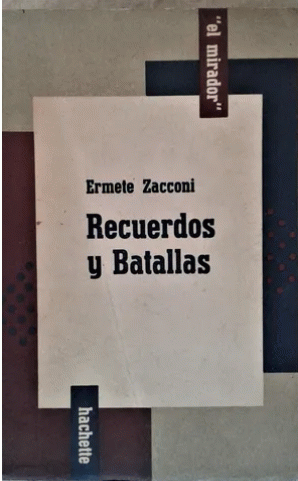 "el mirador"
Ermete Zacconi
Recuerdos
y Batallas
hachette